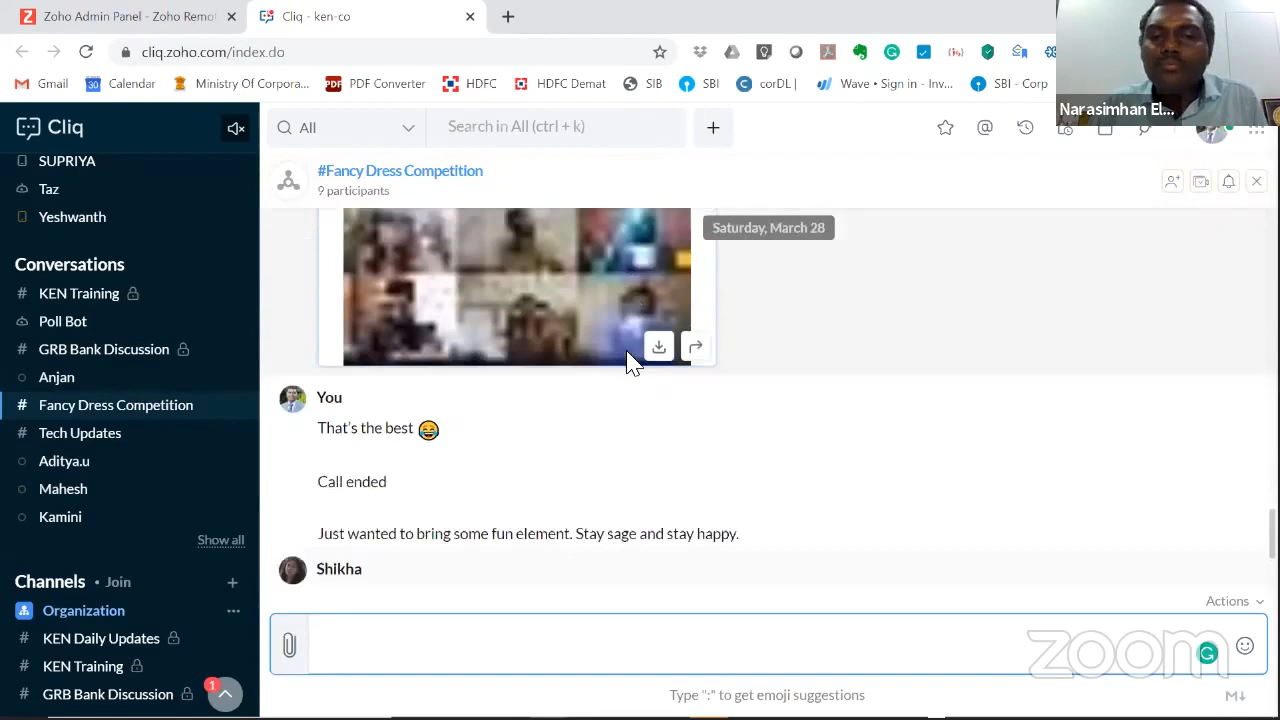 Zoho Admin Panel - Zoho Remo
Cliq - ken-co
cliq.zoho.com/index.do
Gmail
Calendar
Ministry Of Corpora...
PDF Converter
HDFC
HDFC Demat
SIB
SBI
corDL |
Wave • Sign in - Inv...
SBI - Corp
Narasimhan El...
Cliq
All
Search in All (ctrl + k)
SUPRIYA
Taz
Yeshwanth
Conversations
# KEN Training
Poll Bot
# GRB Bank Discussion
Anjan
# Fancy Dress Competition
# Tech Updates
Aditya.u
Mahesh
Kamini
Show all
Channels • Join
Organization
# KEN Daily Updates
# KEN Training
# GRB Bank Discussion
1
#Fancy Dress Competition
9 participants
Saturday, March 28
You
That's the best 😂
Call ended
Just wanted to bring some fun element. Stay sage and stay happy.
Shikha
Actions
zoom
Type ":" to get emoji suggestions
M